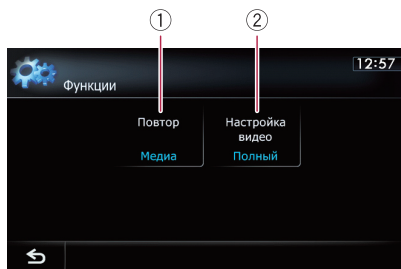 ① ②
12:57
Функции
Повтор
Медиа
Настройка
видео
Полный